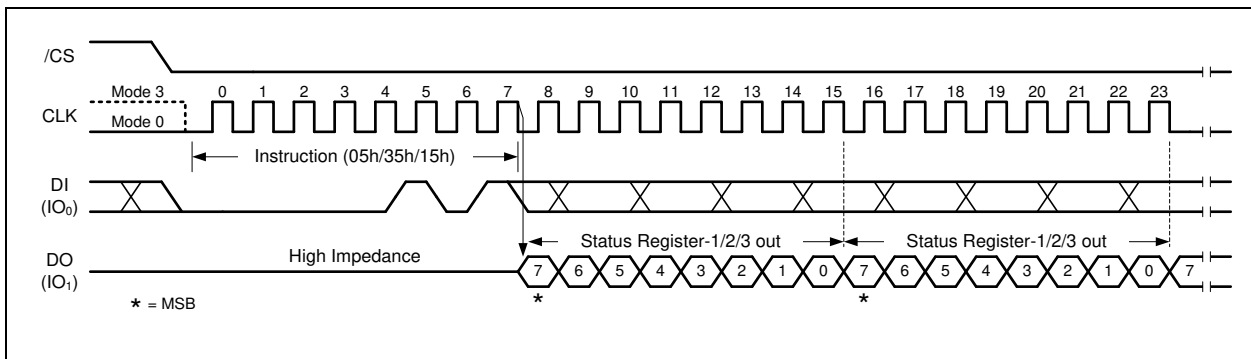 /CS
Mode 3 0 1 2 3 4 5 6 7 8 9 10 11 12 13 14 15 16 17 18 19 20 21 22 23
CLK
Mode 0
Instruction (05h/35h/15h)
DI
(IO₀)
Status Register-1/2/3 out Status Register-1/2/3 out
High Impedance
DO
(IO₁)
7 6 5 4 3 2 1 0 7 6 5 4 3 2 1 0 7
* *
* = MSB